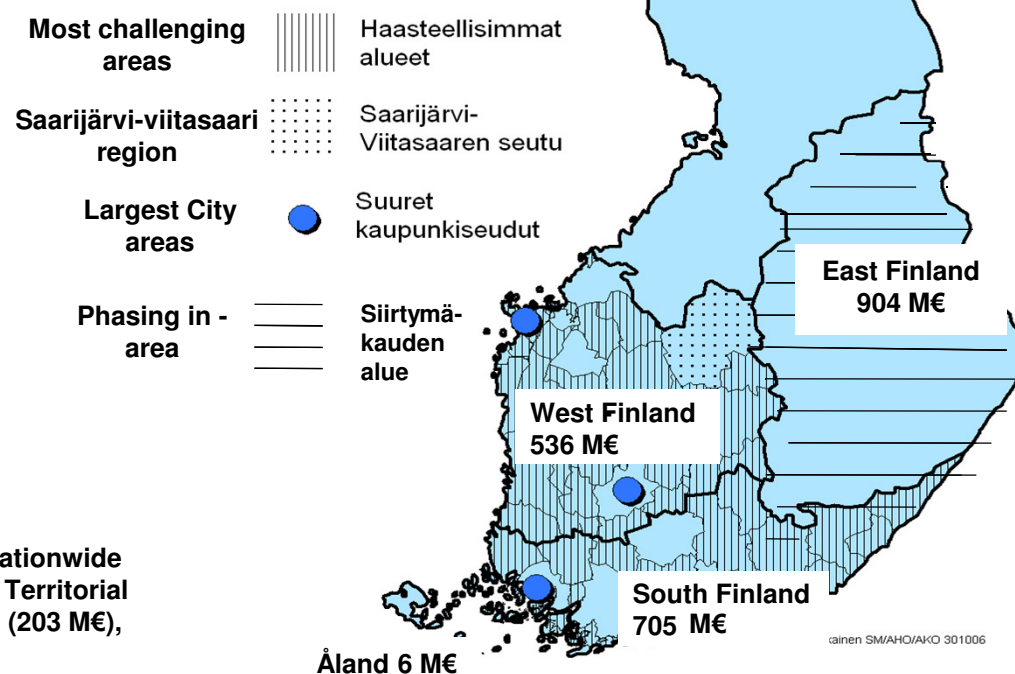 Most challenging
areas
Haasteellisimmat
alueet
Saarijärvi-viitasaari
region
Saarijärvi-
Viitasaaren seutu
Largest City
areas
Suuret
kaupunkiseudut
Phasing in -
area
Siirtymä-
kauden
alue
East Finland
904 M€
West Finland
536 M€
South Finland
705 M€
ationwide
Territorial
(203 M€),
Åland 6 M€
ainen SM/AHO/AKO 301006